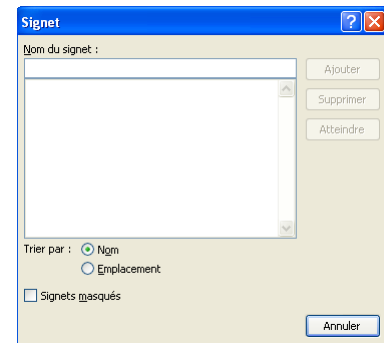 Signet
Nom du signet :
Ajouter
Supprimer
Atteindre
Trier par : Nom
Emplacement
Signets masqués
Annuler